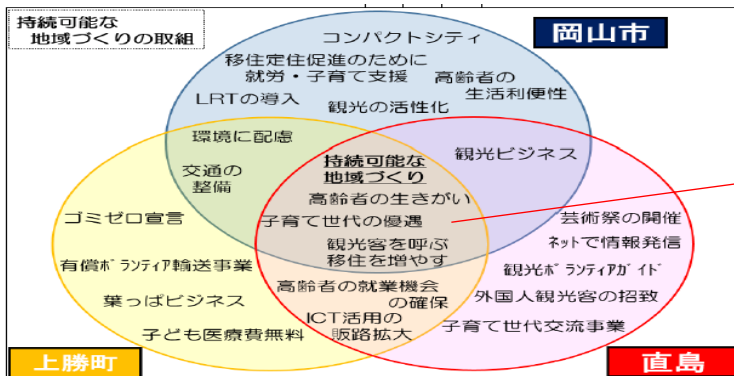 持続可能な
地域づくりの取組
コンパクトシティ
岡山市
移住定住促進のために
就労・子育て支援
高齢者の
生活利便性
LRTの導入
観光の活性化
環境に配慮
観光ビジネス
交通の
整備
持続可能な
地域づくり
高齢者の生きがい
子育て世代の優遇
観光客を呼ぶ
移住を増やす
ゴミゼロ宣言
有償ボランティア輸送事業
葉っぱビジネス
子ども医療費無料
高齢者の就業機会
の確保
ICT活用の
販路拡大
芸術祭の開催
ネットで情報発信
観光ボランティアガイド
外国人観光客の招致
子育て世代交流事業
上勝町
直島